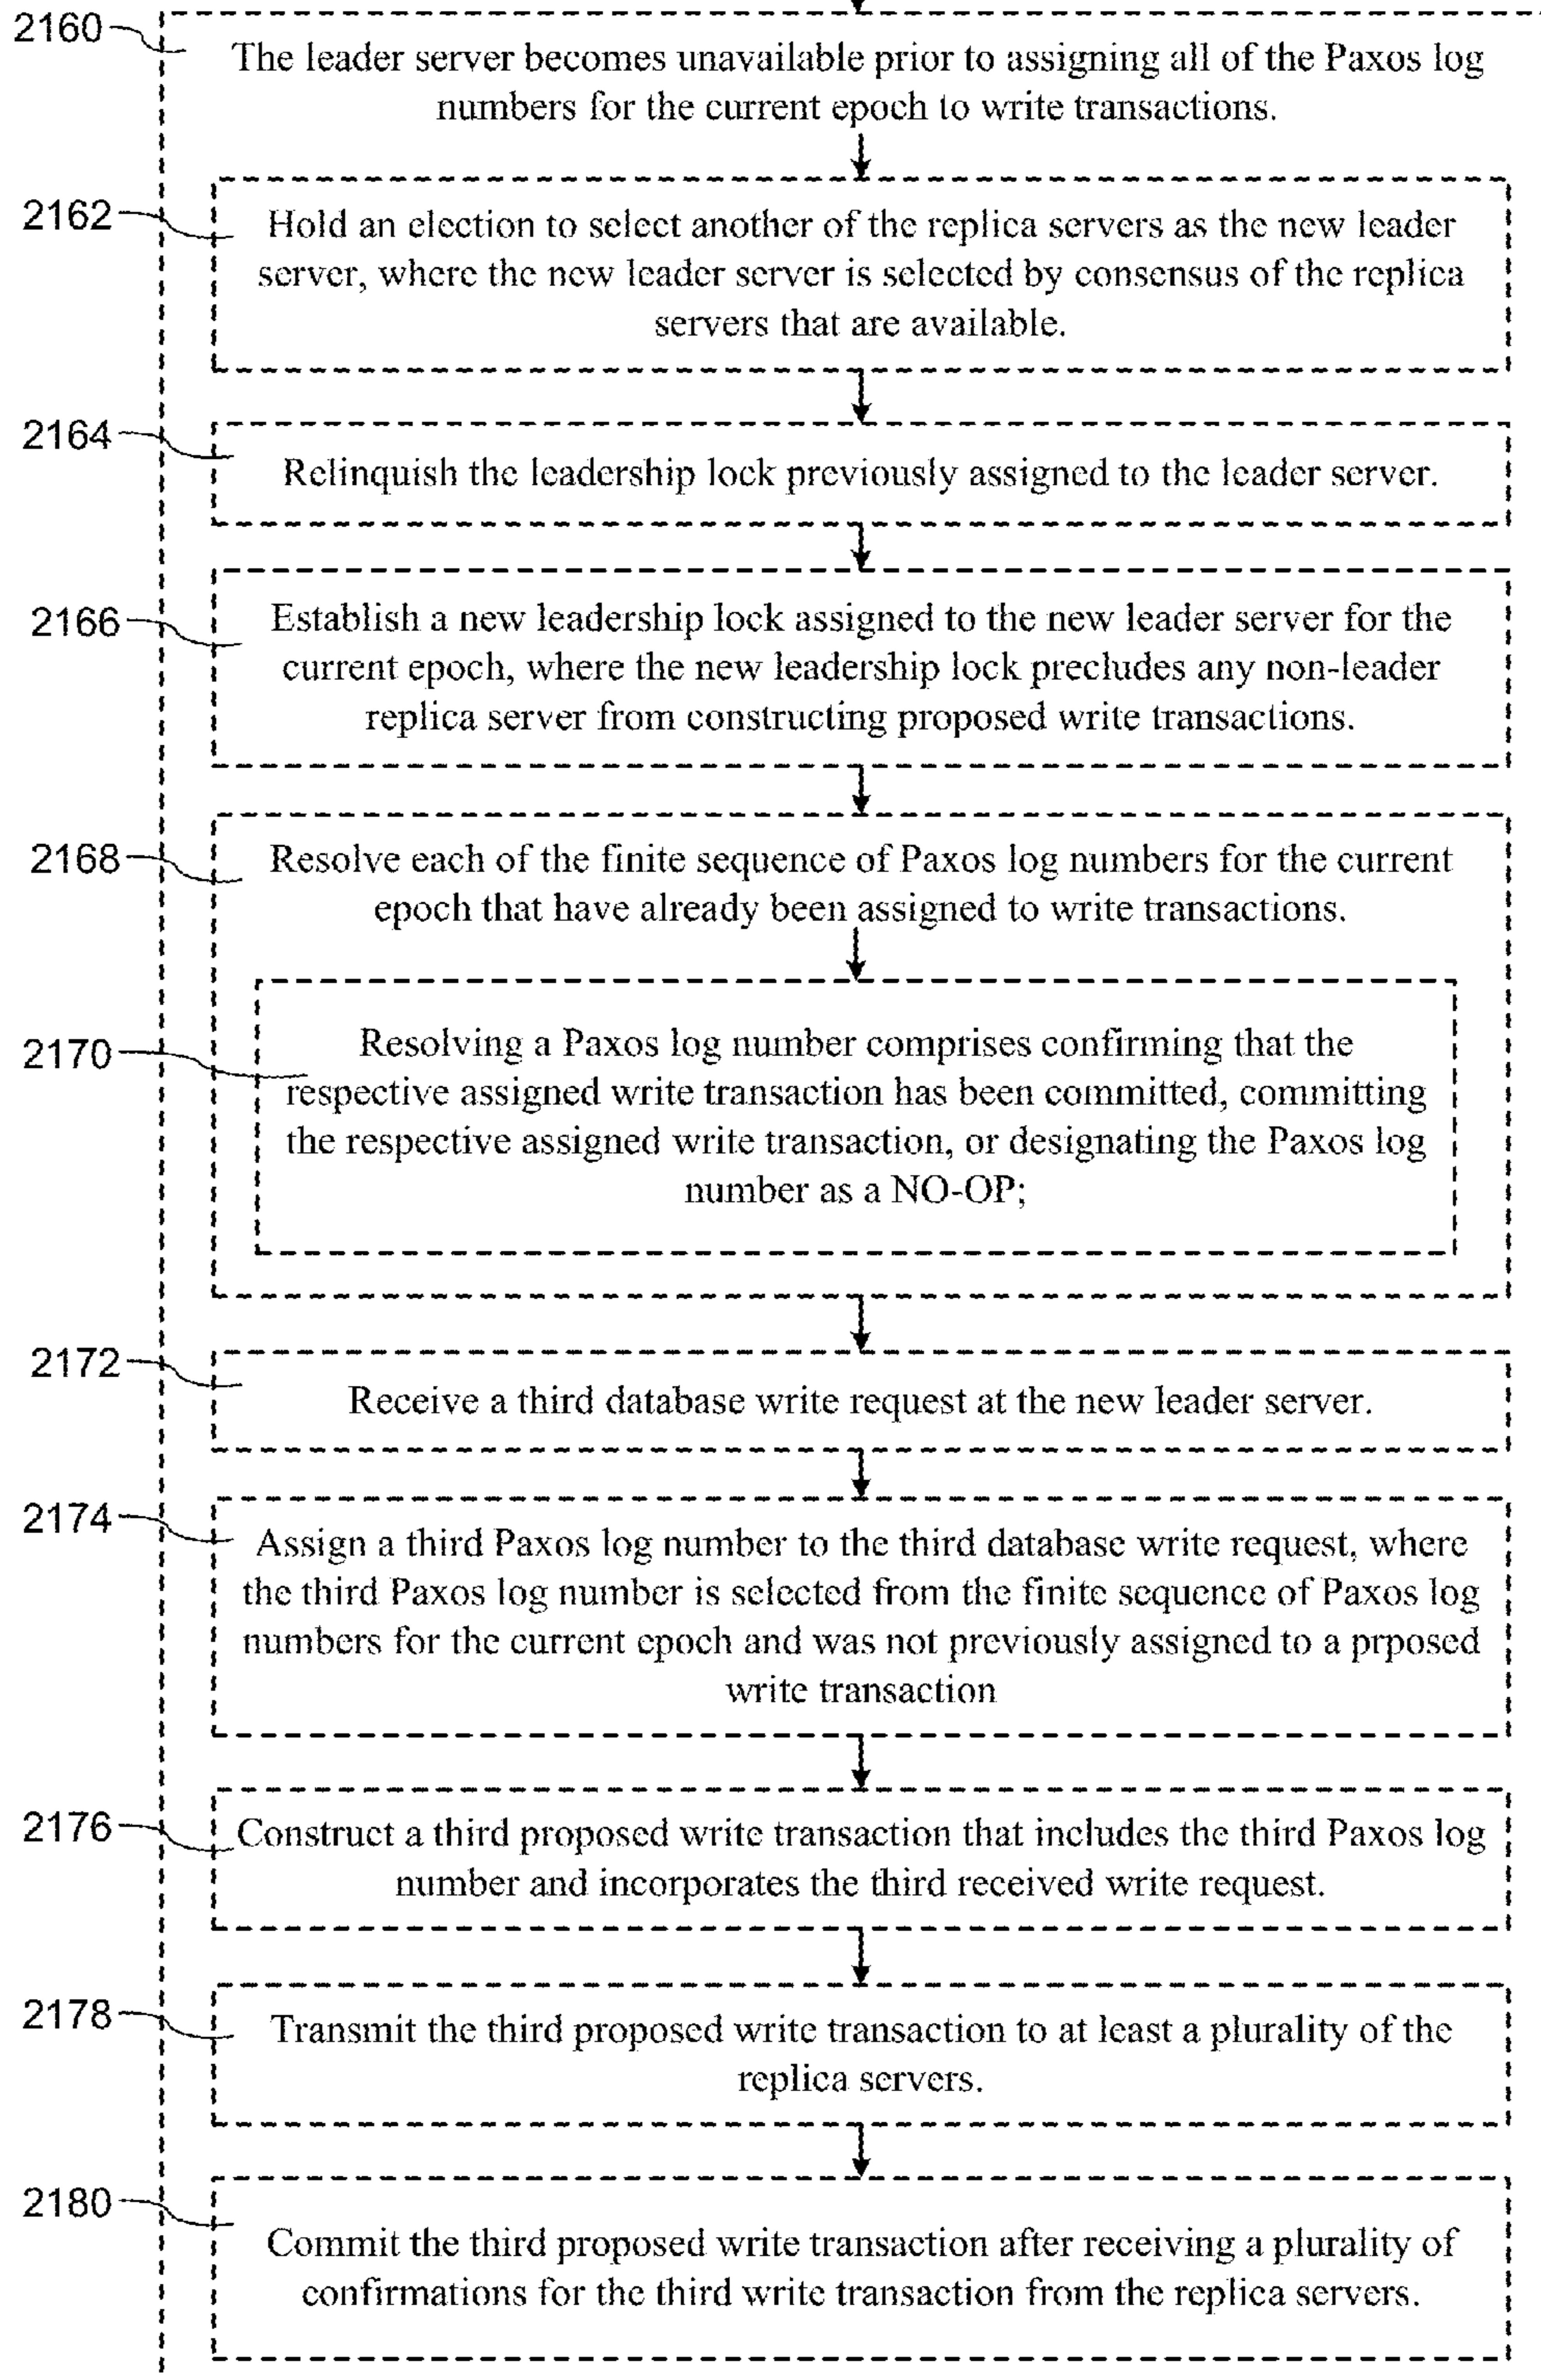 2160
The leader server becomes unavailable prior to assigning all of the Paxos log
numbers for the current epoch to write transactions.
2162
Hold an election to select another of the replica servers as the new leader
server, where the new leader server is selected by consensus of the replica
servers that are available.
2164
Relinquish the leadership lock previously assigned to the leader server.
2166
Establish a new leadership lock assigned to the new leader server for the
current epoch, where the new leadership lock precludes any non-leader
replica server from constructing proposed write transactions.
2168
Resolve each of the finite sequence of Paxos log numbers for the current
epoch that have already been assigned to write transactions.
2170
Resolving a Paxos log number comprises confirming that the
respective assigned write transaction has been committed, committing
the respective assigned write transaction, or designating the Paxos log
number as a NO-OP;
2172
Receive a third database write request at the new leader server.
2174
Assign a third Paxos log number to the third database write request, where
the third Paxos log number is selected from the finite sequence of Paxos log
numbers for the current epoch and was not previously assigned to a prposed
write transaction
2176
Construct a third proposed write transaction that includes the third Paxos log
number and incorporates the third received write request.
2178
Transmit the third proposed write transaction to at least a plurality of the
replica servers.
2180
Commit the third proposed write transaction after receiving a plurality of
confirmations for the third write transaction from the replica servers.